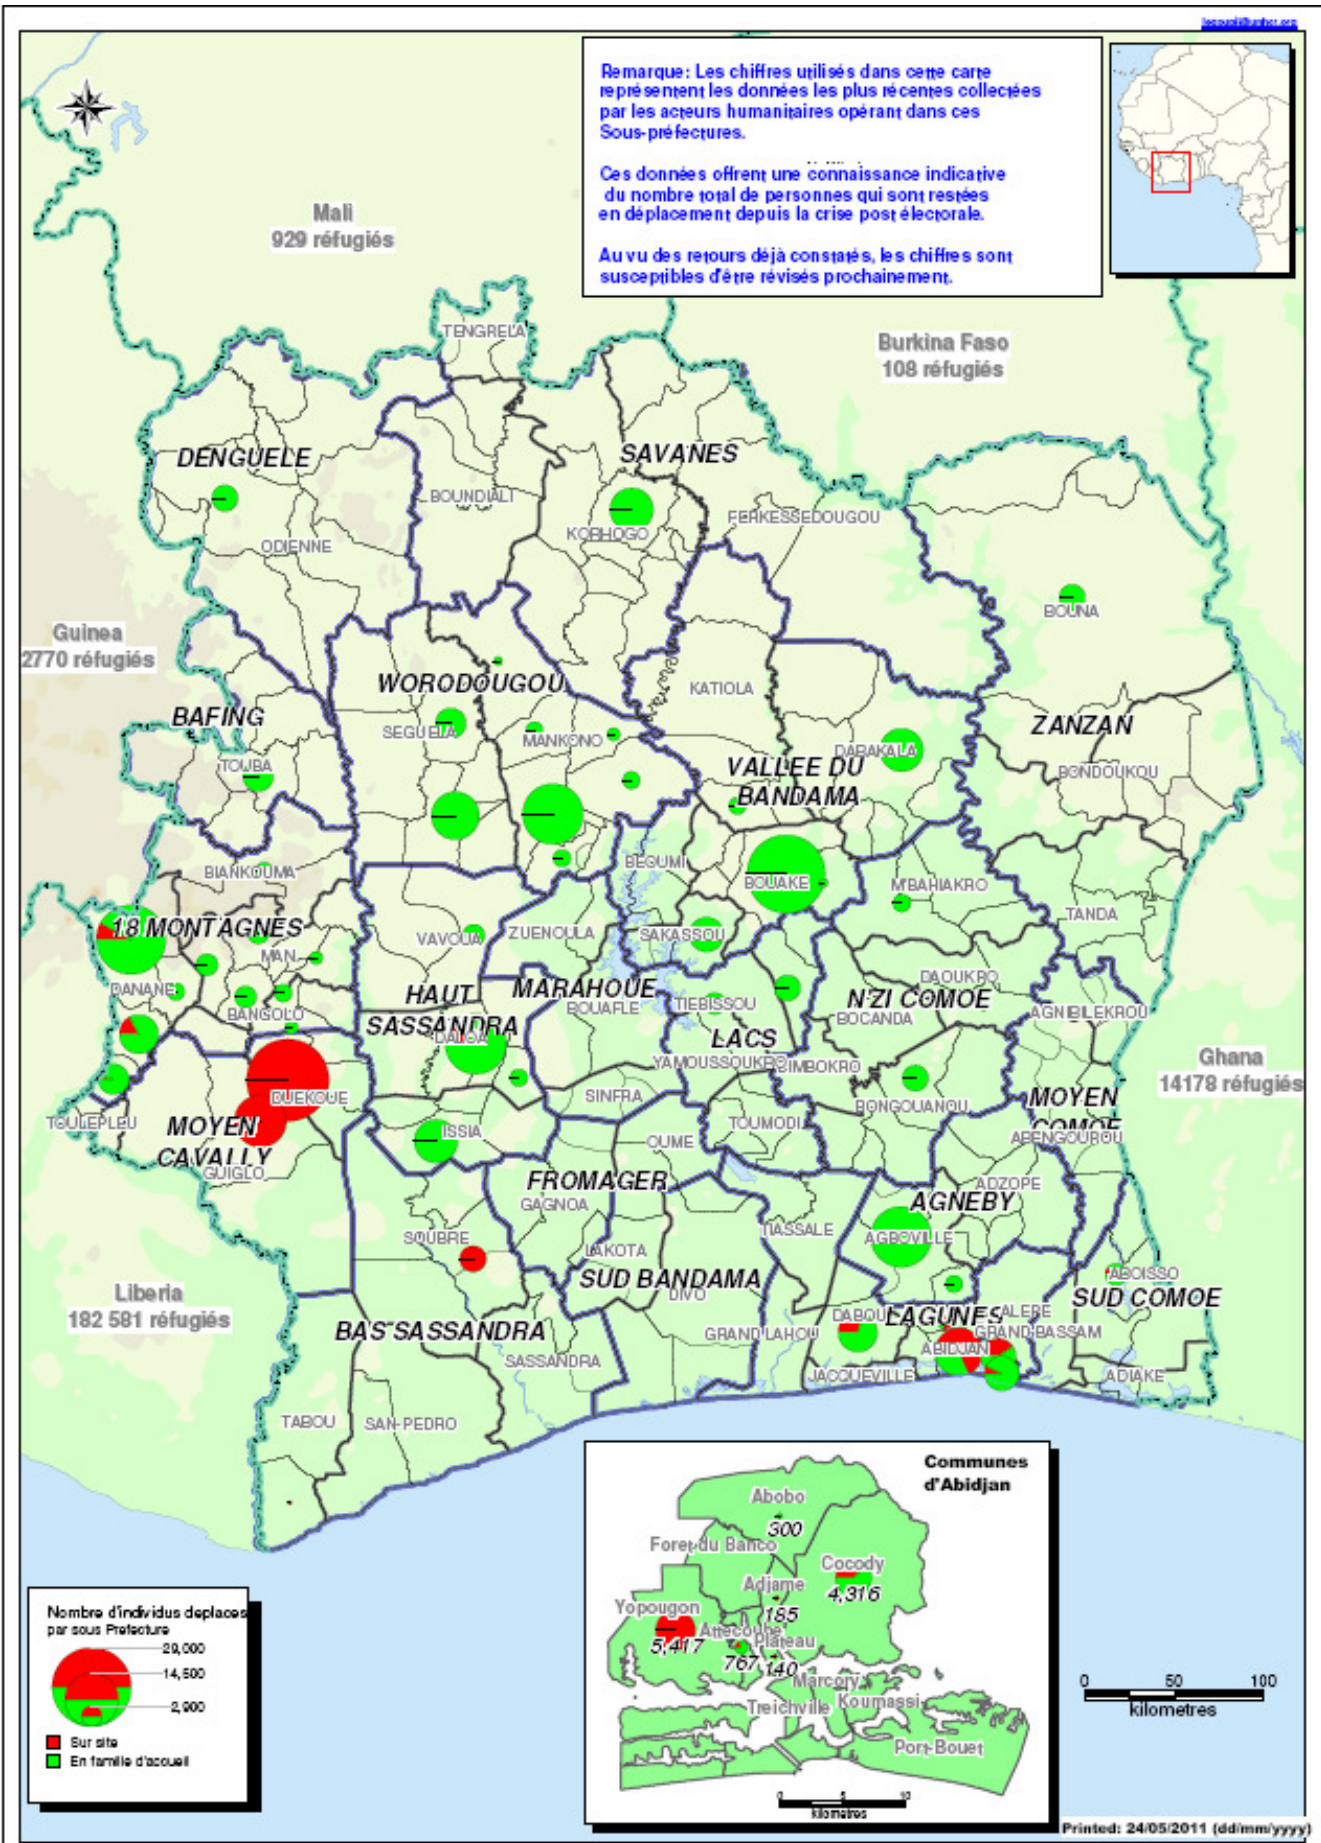 Remarque: Les chiffres utilisés dans cette carte
représentent les données les plus récentes collectées
par les acteurs humanitaires opérant dans ces
Sous-préfectures.
Ces données offrent une connaissance indicative
du nombre total de personnes qui sont restées
en déplacement depuis la crise post électorale.
Au vu des retours déjà constatés, les chiffres sont
susceptibles d'être révisés prochainement.
Mali
929 réfugiés
Burkina Faso
108 réfugiés
TENGRELA
DENGUELE
SAVANES
BOUNDIALI
KORHOGO
FERKESSEDOUGOU
ODIENNE
BOUNA
Guinea
2770 réfugiés
WORODOUGOU
KATIOLA
BAFING
SEGUELA
MANKONO
ZANZAN
DABAKALA
TOUBA
VALLEE DU
BANDAMA
BONDOUKOU
BIANKOUMA
BEOUMI
BOUAKE
M'BAHIAKRO
18 MONTAGNES
VAVOUA
ZUENOULA
SAKASSOU
TANDA
MAN
DANANE
HAUT
SASSANDRA
MARAHOUE
DAOUKRO
BANGOLO
BOUAFLE
TIEBISSOU
N'ZI COMOE
BOCANDA
AGNIBILEKROU
DALOA
LACS
YAMOUSSOUKRO
DIMBOKRO
Ghana
14178 réfugiés
DUEKOUE
SINFRA
BONGOUANOU
MOYEN
COMOE
TOULEPLEU
MOYEN
CAVALLY
ISSIA
TOUMODI
ABENGOUROU
OUME
GUIGLO
FROMAGER
GAGNOA
ADZOPE
AGNEBY
TIASSALE
SOUBRE
LAKOTA
AGBOVILLE
SUD BANDAMA
DIVO
ABOISSO
SUD COMOE
Liberia
182 581 réfugiés
BAS SASSANDRA
DABOU
LAGUNES
ALEPE
GRAND LAHOU
GRAND-BASSAM
SASSANDRA
ABIDJAN
JACQUEVILLE
ADIAKE
TABOU
SAN-PEDRO
Communes
d'Abidjan
Abobo
300
Foret du Banco
Cocody
4,316
Adjame
185
Yopougon
5,417
Attecoube
767
Plateau
140
Marcory
Treichville
Koumassi
Port-Bouet
0 10
kilometres
Nombre d'individus deplaces
par sous Prefecture
29,000
14,500
2,900
Sur site
En famille d'accueil
0 50 100
kilometres
Printed: 24/05/2011 (dd/mm/yyyy)